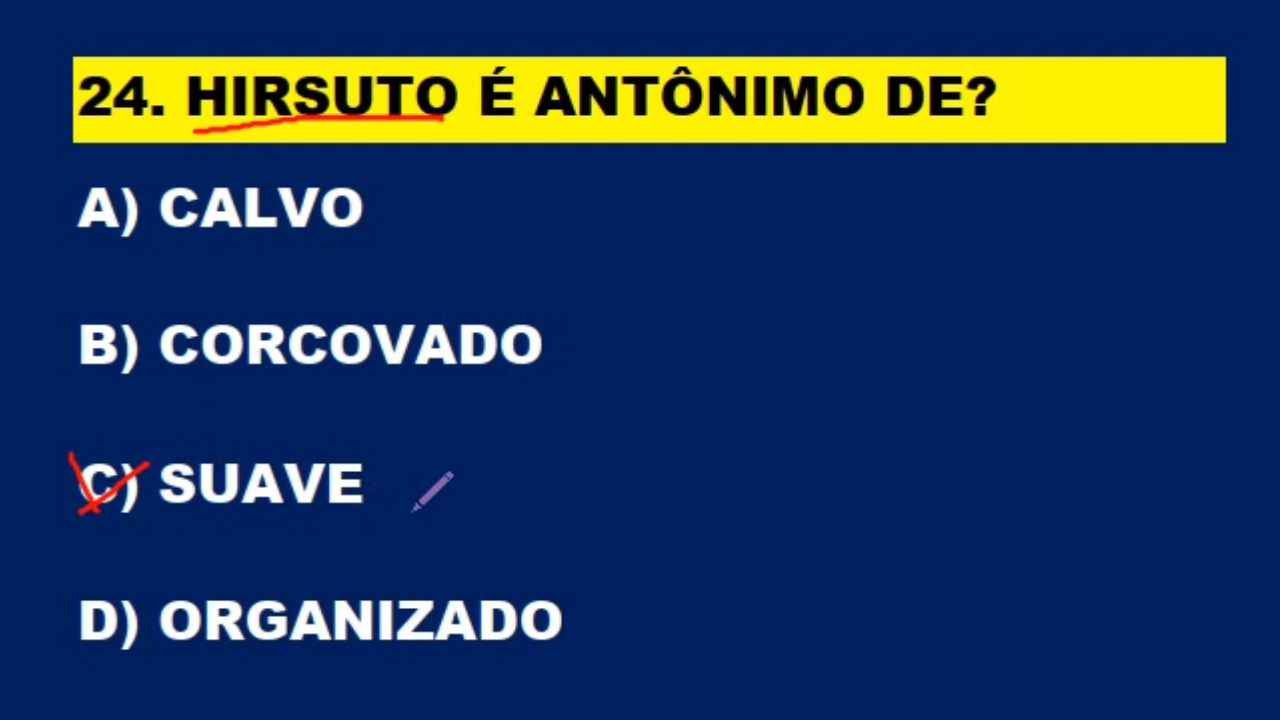 24. HIRSUTO É ANTÔNIMO DE?
A) CALVO
B) CORCOVADO
C) SUAVE
D) ORGANIZADO